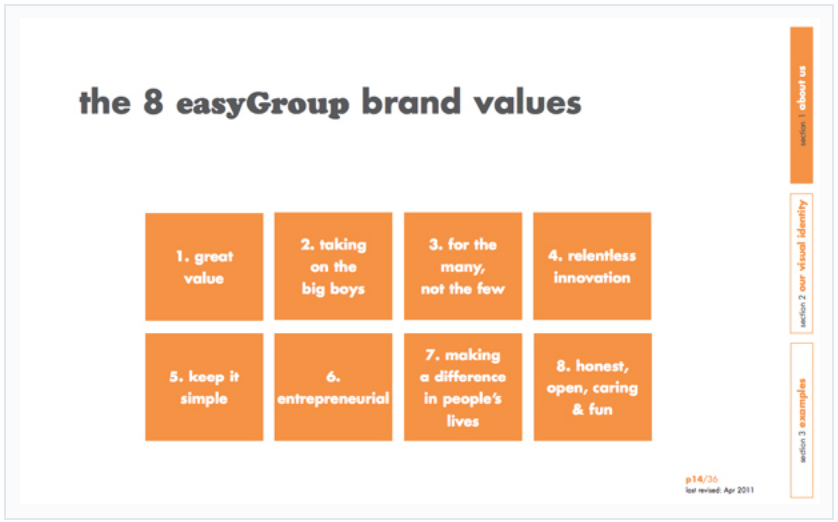 the 8 easyGroup brand values
1. great
value
2. taking
on the
big boys
3. for the
many,
not the few
4. relentless
innovation
5. keep it
simple
6.
entrepreneurial
7. making
a difference
in people's
lives
8. honest,
open, caring
& fun
section 1 about us
section 2 our visual identity
section 3 examples
p14/36
last revised: Apr 2011